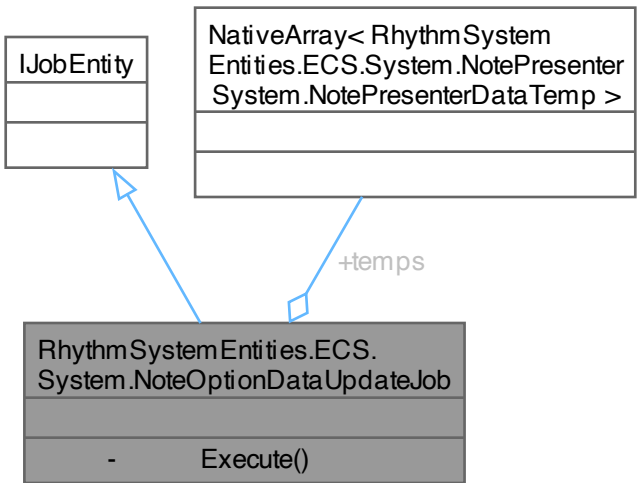 IJobEntity
NativeArray< RhythmSystem
Entities.ECS.System.NotePresenter
System.NotePresenterDataTemp >
+temps
RhythmSystemEntities.ECS.
System.NoteOptionDataUpdateJob
- Execute()